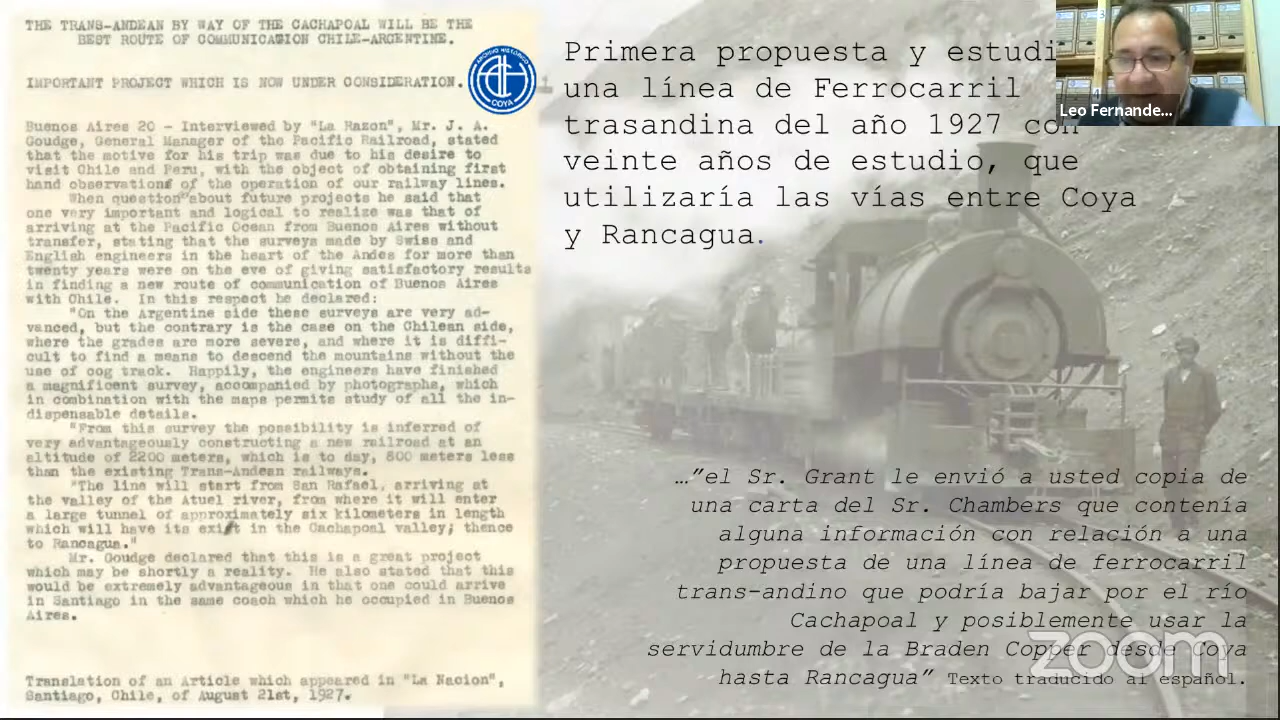 THE TRANS-ANDEAN BY WAY OF THE CACHAPOAL WILL BE THE
BEST ROUTE OF COMMUNICATION CHILE-ARGENTINE.
IMPORTANT PROJECT WHICH IS NOW UNDER CONSIDERATION.
Buenos Aires 20 - Interviewed by "La Razon", Mr. J. A.
Goudge, General Manager of the Pacific Railroad, stated
that the motive for his trip was due to his desire to
visit Chile and Peru, with the object of obtaining first
hand observations of the operation of our railway lines.
When question about future projects he said that
one very important and logical to realize was that of
arriving at the Pacific Ocean from Buenos Aires without
transfer, stating that the surveys made by Swiss and
English engineers in the heart of the Andes for more than
twenty years were on the eve of giving satisfactory results
in finding a new route of communication of Buenos Aires
with Chile. In this respect he declared:
"On the Argentine side these surveys are very ad-
vanced, but the contrary is the case on the Chilean side,
where the grades are more severe, and where it is diffi-
cult to find a means to descend the mountains without the
use of cog track. Happily, the engineers have finished
a magnificent survey, accompanied by photographs, which
in combination with the maps permits study of all the in-
dispensable details.
"From this survey the possibility is inferred of
very advantageously constructing a new railroad at an
altitude of 2200 meters, which is to day, 800 meters less
than the existing Trans-Andean railways.
"The line will start from San Rafael, arriving at
the valley of the Atuel river, from where it will enter
a large tunnel of approximately six kilometers in length
which will have its exist in the Cachapoal valley; thence
to Rancagua."
Mr. Goudge declared that this is a great project
which may be shortly a reality. He also stated that this
would be extremely advantageous in that one could arrive
in Santiago in the same coach which he occupied in Buenos
Aires.
Translation of an Article which appeared in "La Nacion",
Santiago, Chile, of August 21st, 1927.
ARCHIVO HISTORICO
COYA
Primera propuesta y estudi
una línea de Ferrocarril
trasandina del año 1927 con
veinte años de estudio, que
utilizaría las vías entre Coya
y Rancagua.
Leo Fernande...
…"el Sr. Grant le envió a usted copia de
una carta del Sr. Chambers que contenía
alguna información con relación a una
propuesta de una línea de ferrocarril
trans-andino que podría bajar por el río
Cachapoal y posiblemente usar la
servidumbre de la Braden Copper desde Coya
hasta Rancagua" Texto traducido al español.
zoom